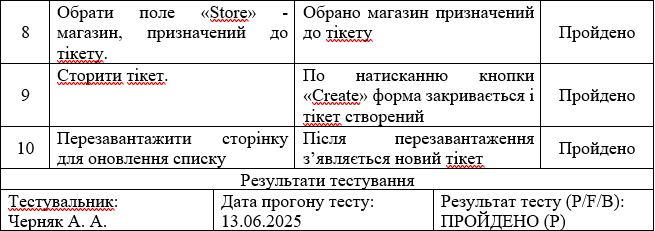 8
Обрати поле «Store» -
магазин, призначений до
тікету.
Обрано магазин призначений
до тікету
Пройдено
9
Сторити тікет.
По натисканню кнопки
«Create» форма закривається і
тікет створений
Пройдено
10
Перезавантажити сторінку
для оновлення списку
Після перезавантаження
з’являється новий тікет
Пройдено
Результати тестування
Тестувальник:
Черняк А. А.
Дата прогону тесту:
13.06.2025
Результат тесту (P/F/B):
ПРОЙДЕНО (P)